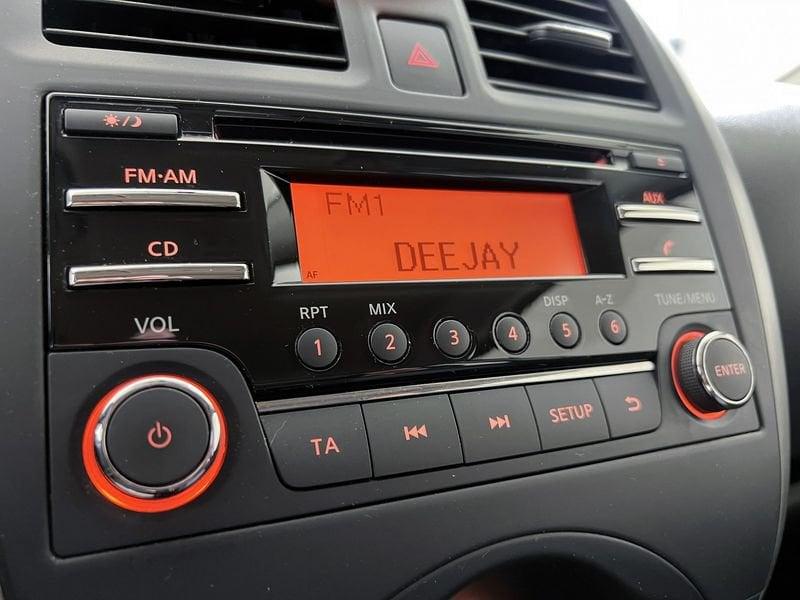 FM·AM
CD
VOL
FM1
DEEJAY
AF
AUX
RPT
MIX
DISP
A-Z
TUNE/MENU
1
2
3
4
5
6
TA
SETUP
ENTER